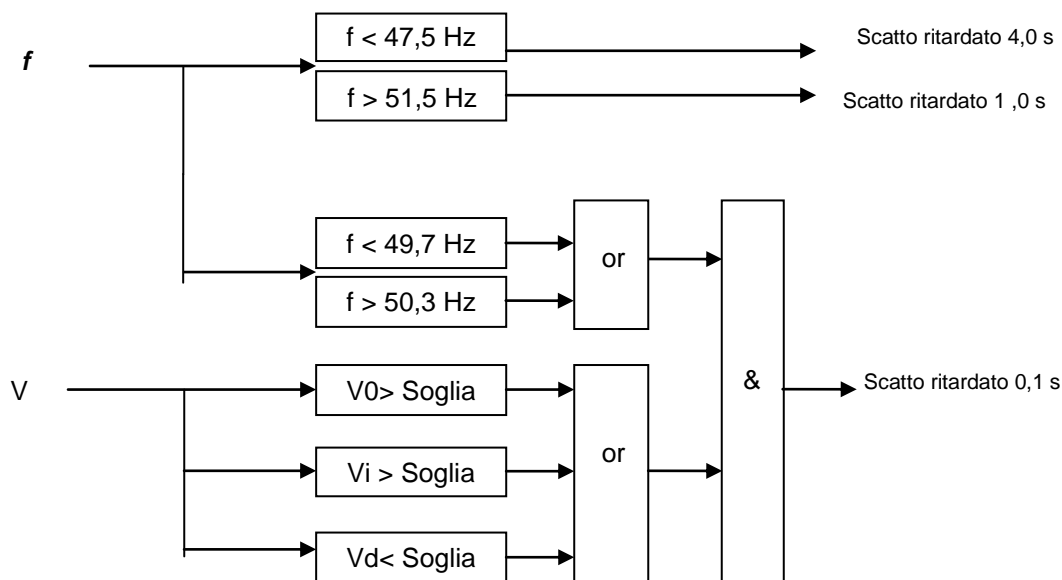 f < 47,5 Hz
Scatto ritardato 4,0 s
f
f > 51,5 Hz
Scatto ritardato 1 ,0 s
f < 49,7 Hz
or
f > 50,3 Hz
V
V0> Soglia
&
Scatto ritardato 0,1 s
or
Vi > Soglia
Vd< Soglia